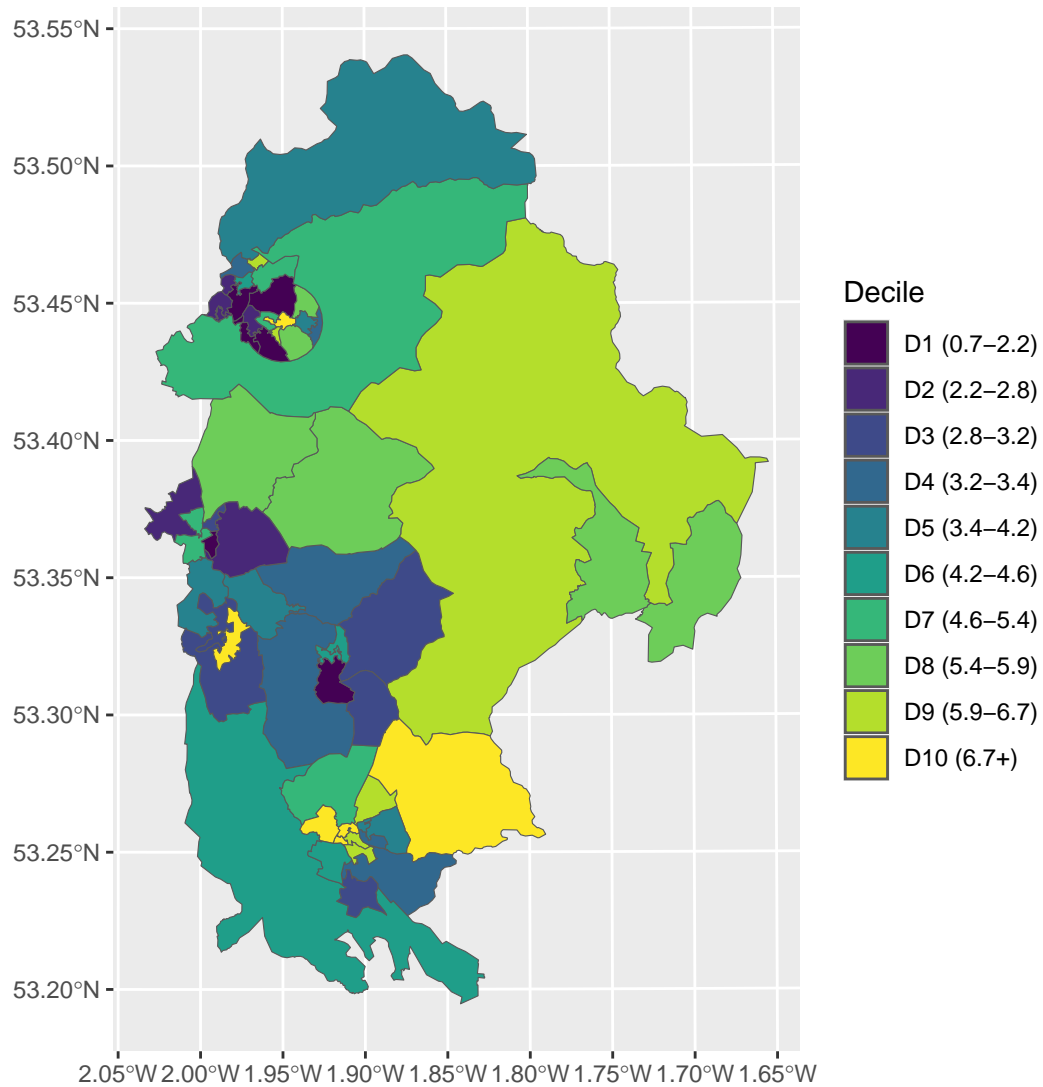 53.55°N
53.50°N
53.45°N
53.40°N
53.35°N
53.30°N
53.25°N
53.20°N
2.05°W 2.00°W 1.95°W 1.90°W 1.85°W 1.80°W 1.75°W 1.70°W 1.65°W
Decile
D1 (0.7–2.2)
D2 (2.2–2.8)
D3 (2.8–3.2)
D4 (3.2–3.4)
D5 (3.4–4.2)
D6 (4.2–4.6)
D7 (4.6–5.4)
D8 (5.4–5.9)
D9 (5.9–6.7)
D10 (6.7+)